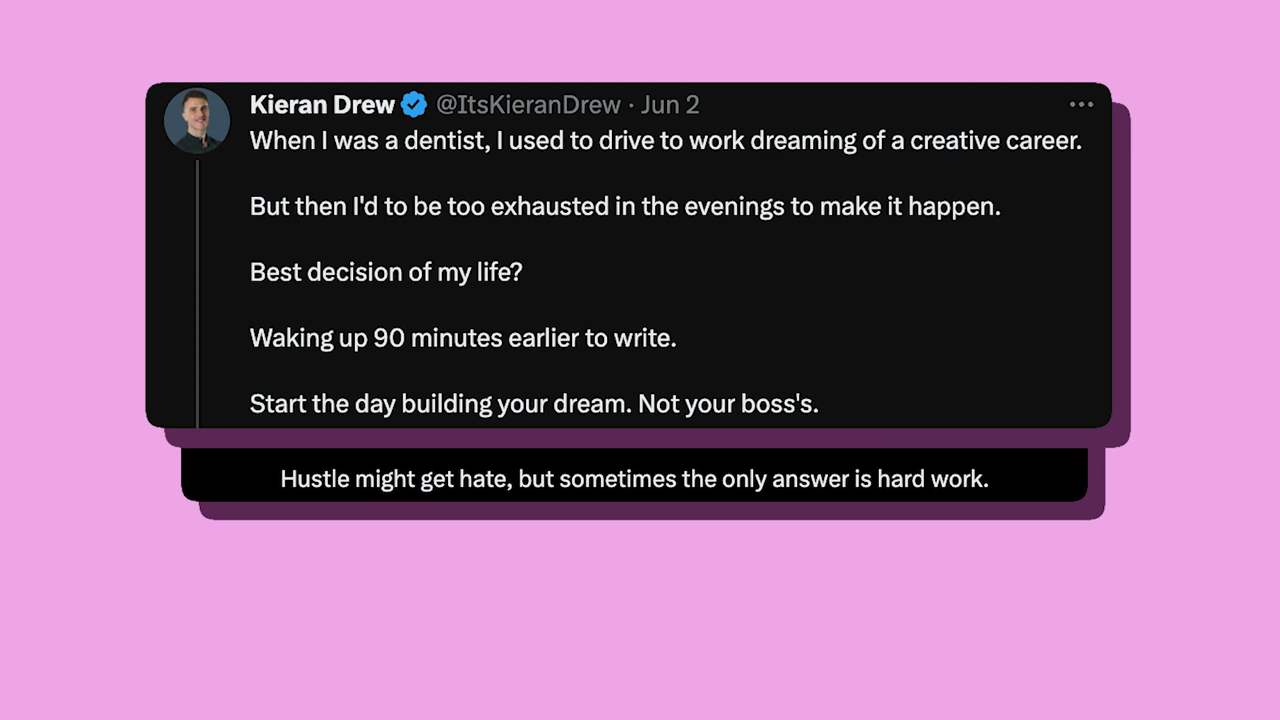 Kieran Drew @ItsKieranDrew · Jun 2
When I was a dentist, I used to drive to work dreaming of a creative career.
But then I'd to be too exhausted in the evenings to make it happen.
Best decision of my life?
Waking up 90 minutes earlier to write.
Start the day building your dream. Not your boss's.
Hustle might get hate, but sometimes the only answer is hard work.